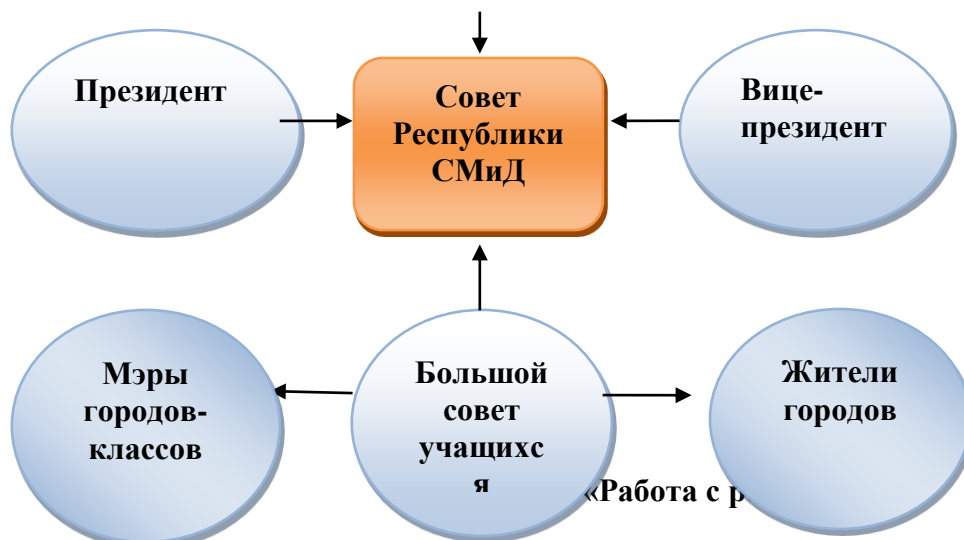 Президент
Совет
Республики
СМиД
Вице-
президент
Мэры
городов-
классов
Большой
совет
учащихс
я
Жители
городов
«Работа с р